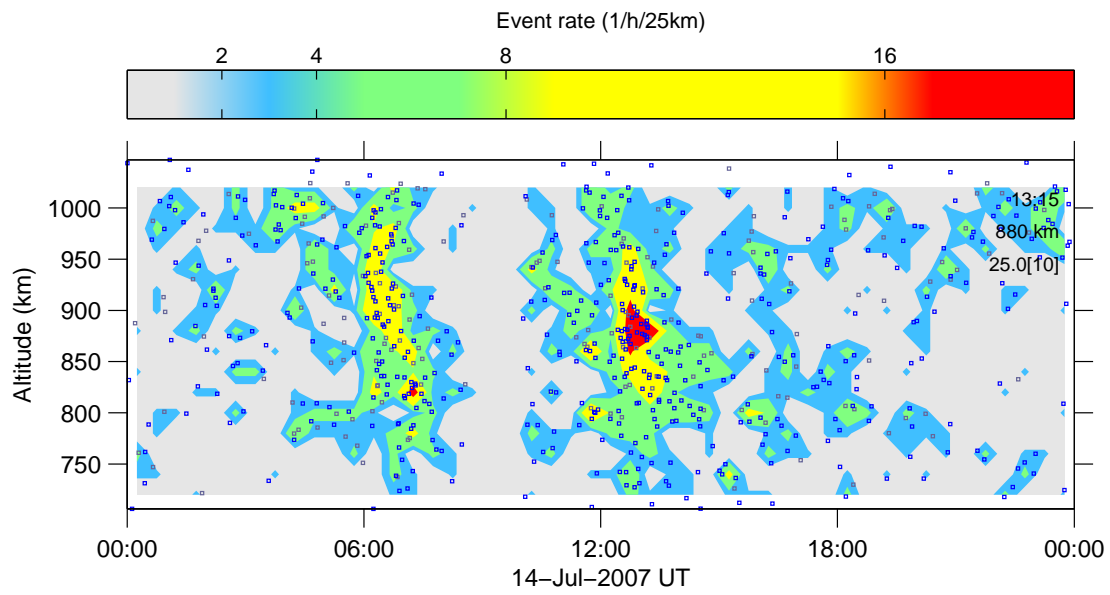 Event rate (1/h/25km)
2 4 8 16
1000
950
900
850
800
750
Altitude (km)
13:15
880 km
25.0[10]
00:00 06:00 12:00 18:00 00:00
14−Jul−2007 UT